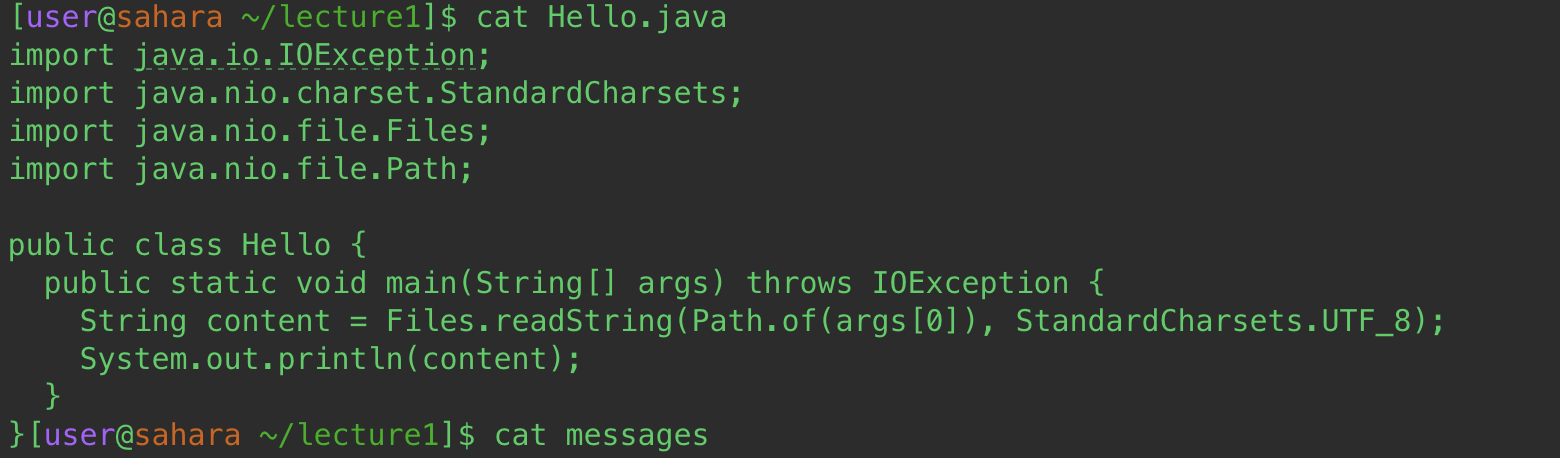 [user@sahara ~/lecture1]$ cat Hello.java
import java.io.IOException;
import java.nio.charset.StandardCharsets;
import java.nio.file.Files;
import java.nio.file.Path;

public class Hello {
  public static void main(String[] args) throws IOException {
    String content = Files.readString(Path.of(args[0]), StandardCharsets.UTF_8);
    System.out.println(content);
  }
}[user@sahara ~/lecture1]$ cat messages